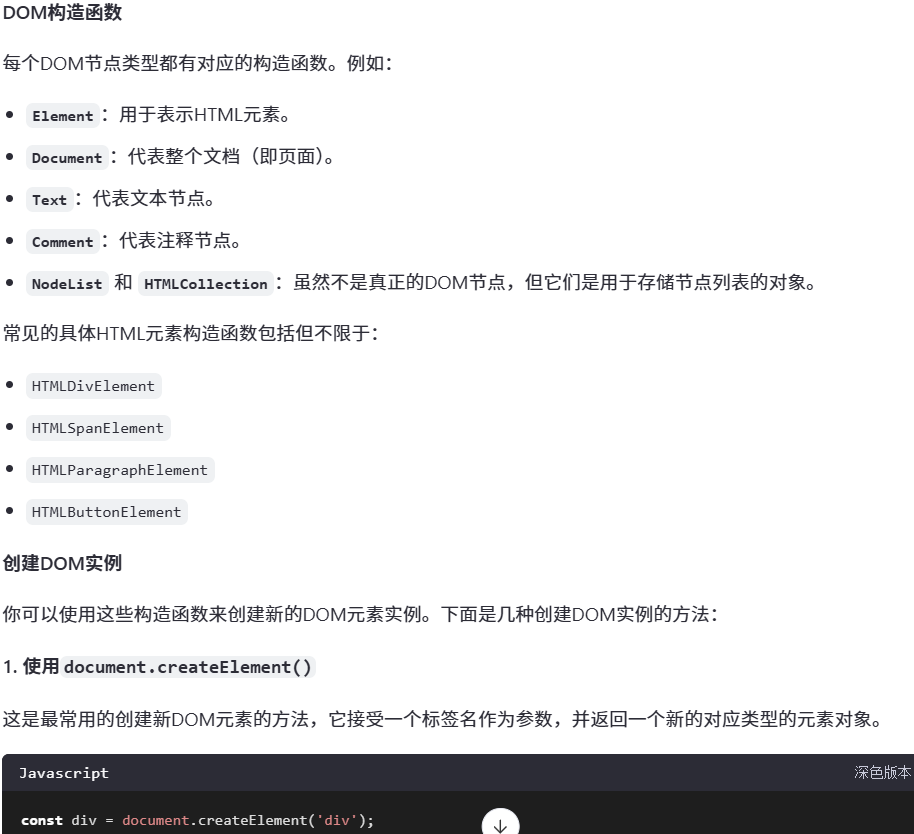 DOM构造函数
每个DOM节点类型都有对应的构造函数。例如：
Element：用于表示HTML元素。
Document：代表整个文档（即页面）。
Text：代表文本节点。
Comment：代表注释节点。
NodeList 和 HTMLCollection：虽然不是真正的DOM节点，但它们是用于存储节点列表的对象。
常见的具体HTML元素构造函数包括但不限于：
HTMLDivElement
HTMLSpanElement
HTMLParagraphElement
HTMLButtonElement
创建DOM实例
你可以使用这些构造函数来创建新的DOM元素实例。下面是几种创建DOM实例的方法：
1. 使用document.createElement()
这是最常用的创建新DOM元素的方法，它接受一个标签名作为参数，并返回一个新的对应类型的元素对象。
Javascript 深色版本
const div = document.createElement('div');